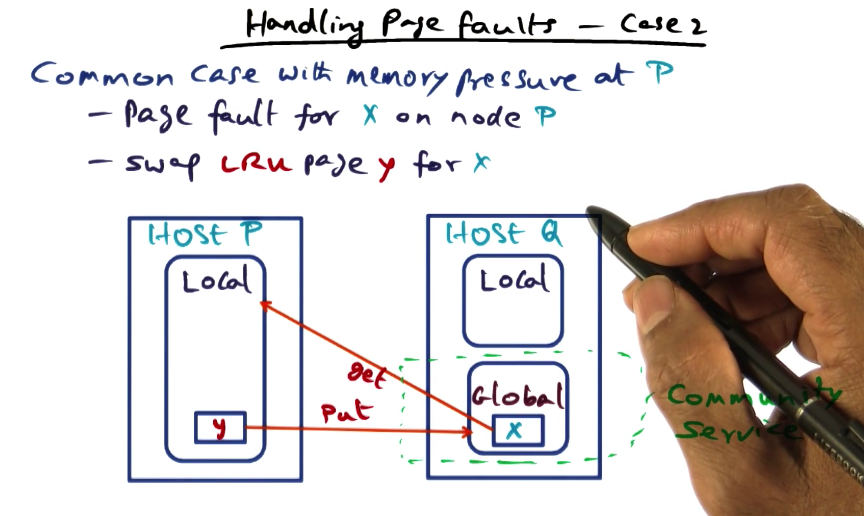 Handling Page faults - Case 2
Common Case with memory pressure at P
- Page fault for X on node P
- Swap LRU page y for X
HOST P
HOST Q
Local
Local
get
Global
Put
y
X
Community
Service